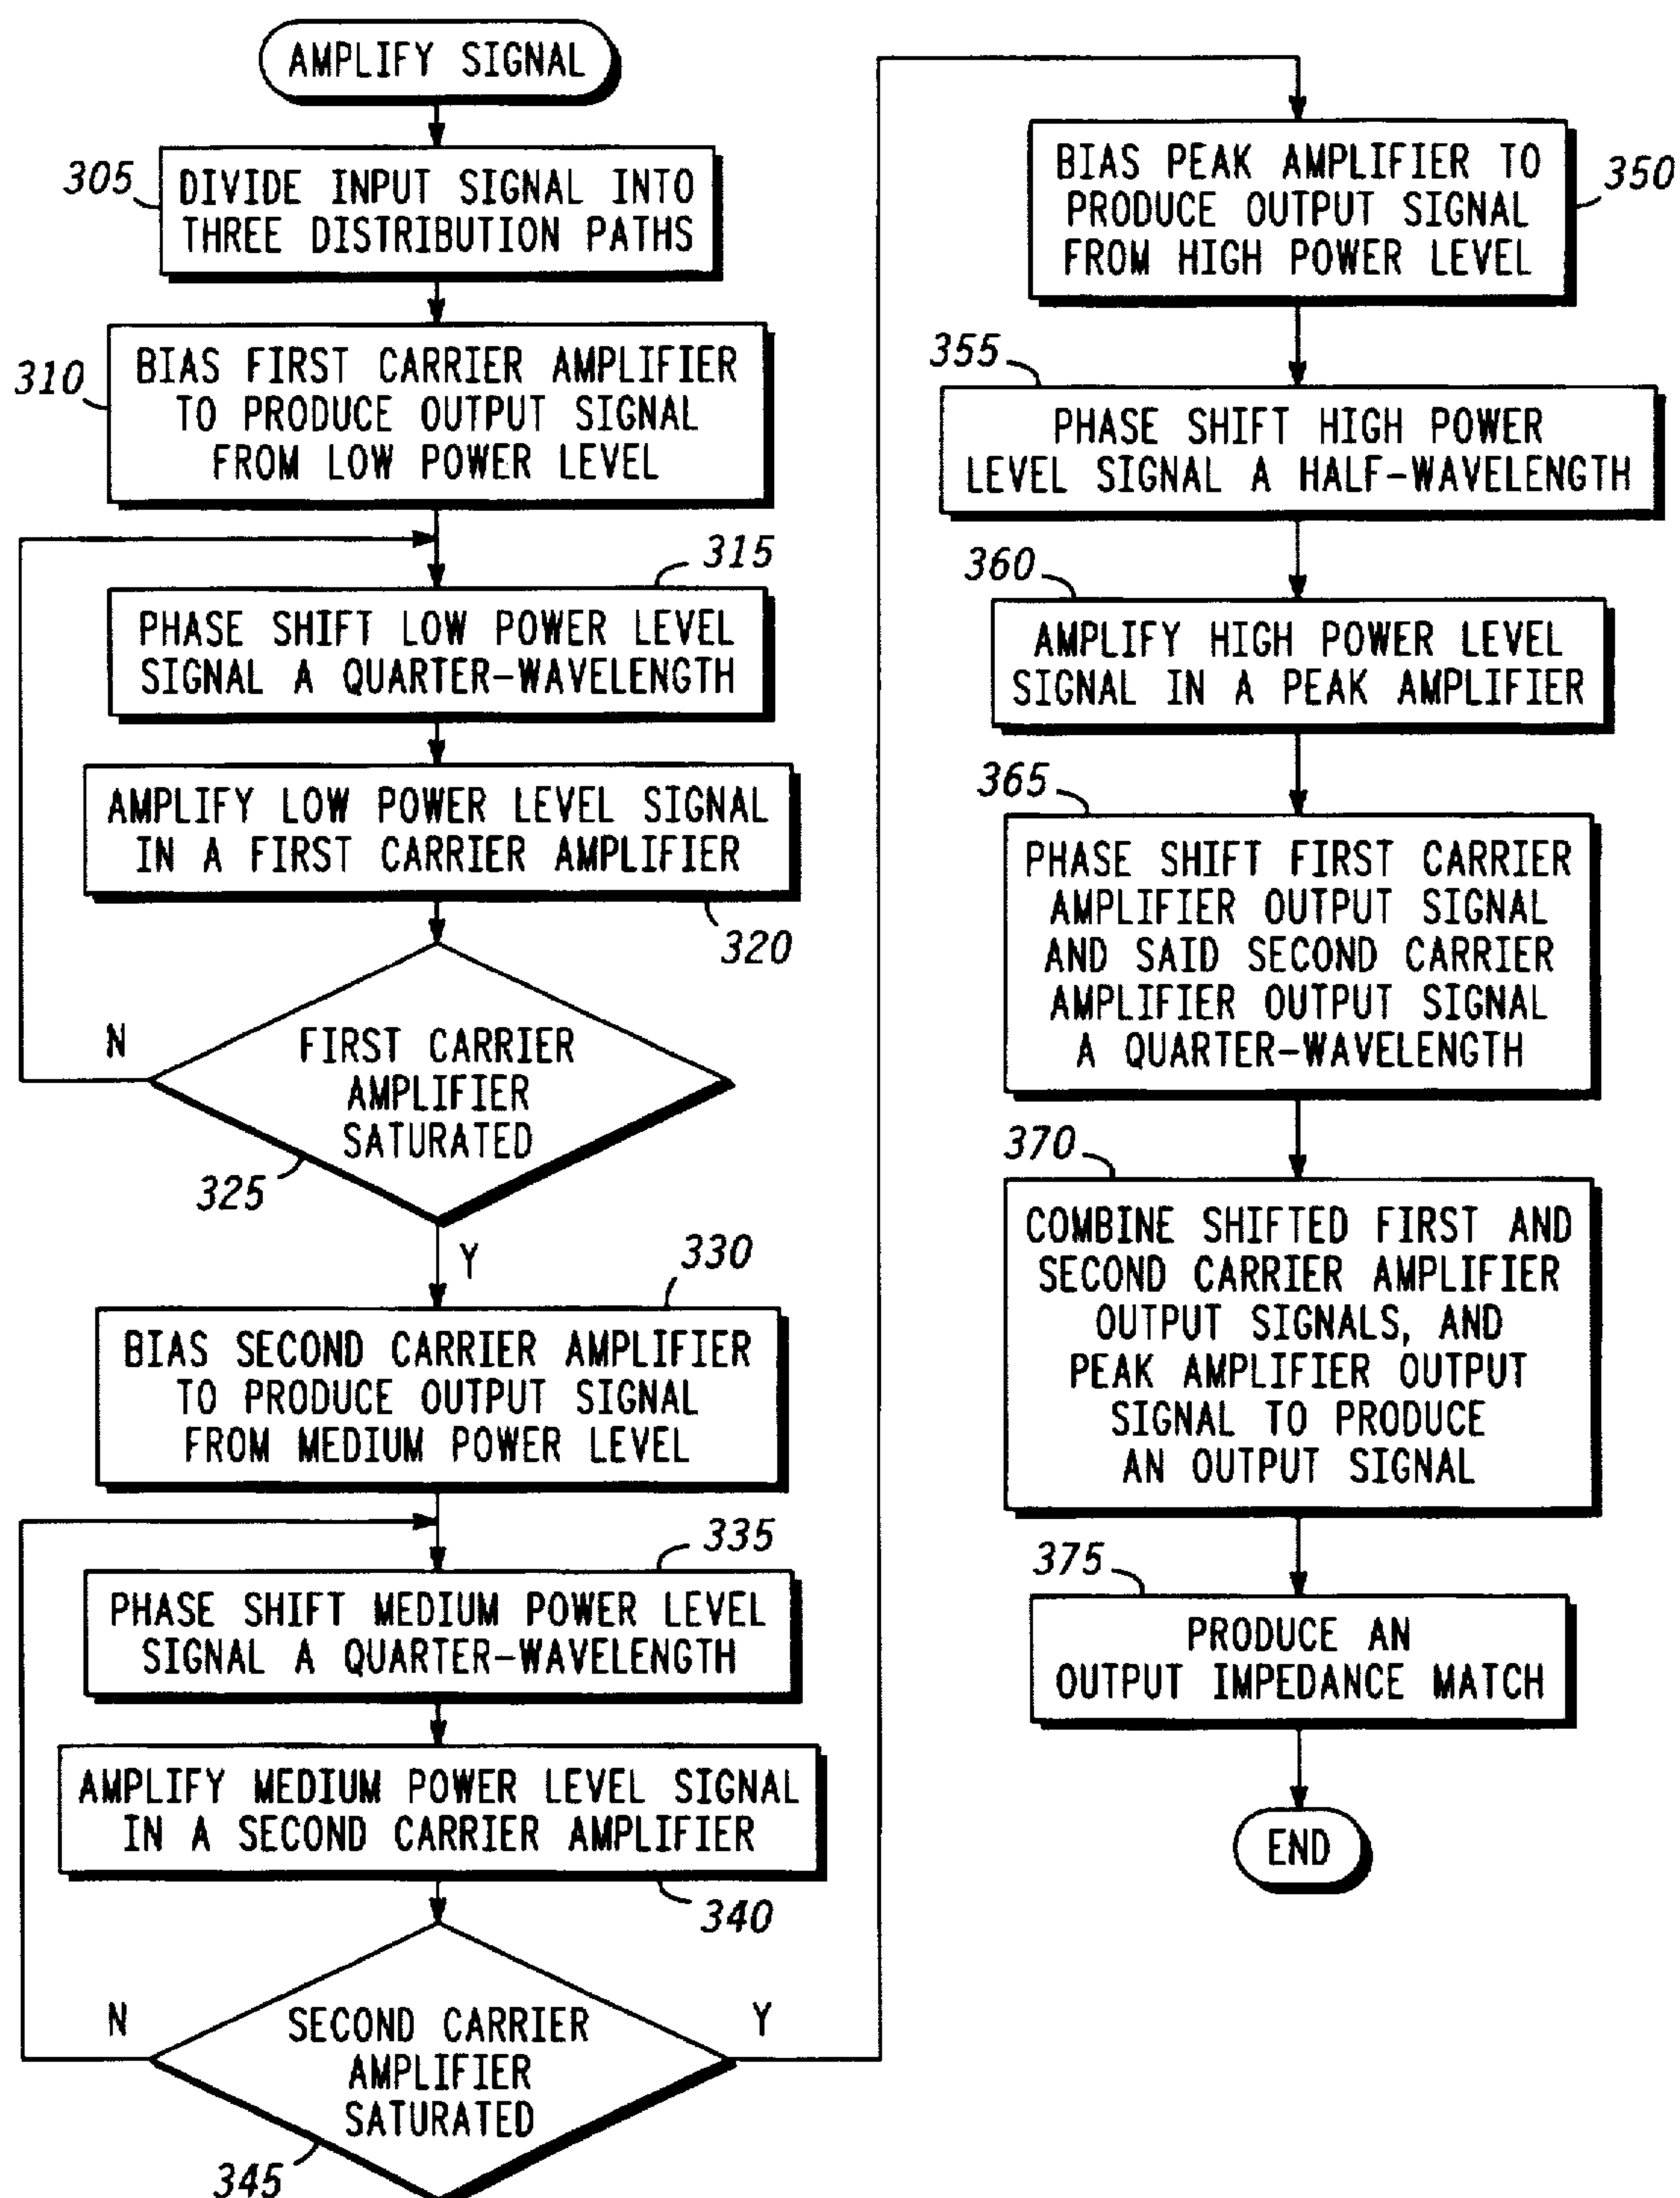 AMPLIFY SIGNAL
305
DIVIDE INPUT SIGNAL INTO
THREE DISTRIBUTION PATHS
310
BIAS FIRST CARRIER AMPLIFIER
TO PRODUCE OUTPUT SIGNAL
FROM LOW POWER LEVEL
315
PHASE SHIFT LOW POWER LEVEL
SIGNAL A QUARTER-WAVELENGTH
AMPLIFY LOW POWER LEVEL SIGNAL
IN A FIRST CARRIER AMPLIFIER
320
N
FIRST CARRIER
AMPLIFIER
SATURATED
325
Y
330
BIAS SECOND CARRIER AMPLIFIER
TO PRODUCE OUTPUT SIGNAL
FROM MEDIUM POWER LEVEL
335
PHASE SHIFT MEDIUM POWER LEVEL
SIGNAL A QUARTER-WAVELENGTH
AMPLIFY MEDIUM POWER LEVEL SIGNAL
IN A SECOND CARRIER AMPLIFIER
340
N
SECOND CARRIER
AMPLIFIER
SATURATED
Y
345
BIAS PEAK AMPLIFIER TO
PRODUCE OUTPUT SIGNAL
FROM HIGH POWER LEVEL
350
355
PHASE SHIFT HIGH POWER
LEVEL SIGNAL A HALF-WAVELENGTH
360
AMPLIFY HIGH POWER LEVEL
SIGNAL IN A PEAK AMPLIFIER
365
PHASE SHIFT FIRST CARRIER
AMPLIFIER OUTPUT SIGNAL
AND SAID SECOND CARRIER
AMPLIFIER OUTPUT SIGNAL
A QUARTER-WAVELENGTH
370
COMBINE SHIFTED FIRST AND
SECOND CARRIER AMPLIFIER
OUTPUT SIGNALS, AND
PEAK AMPLIFIER OUTPUT
SIGNAL TO PRODUCE
AN OUTPUT SIGNAL
375
PRODUCE AN
OUTPUT IMPEDANCE MATCH
END